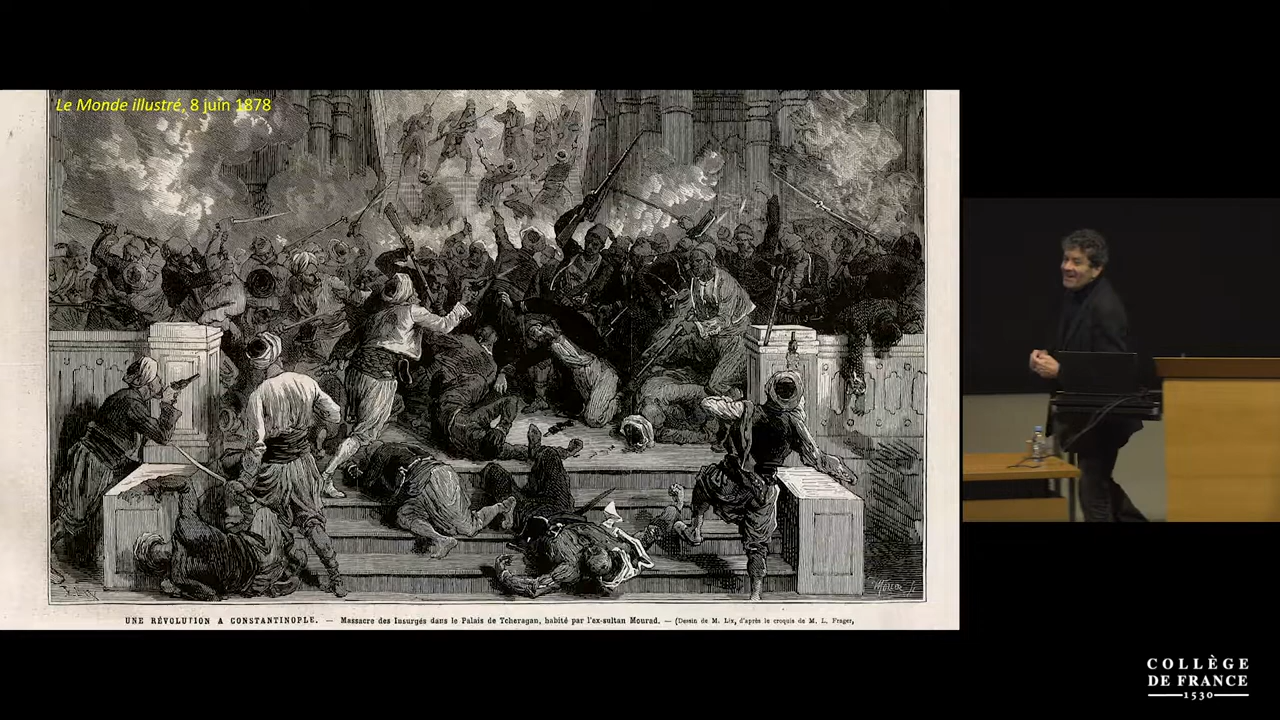 Le Monde illustré, 8 juin 1878
UNE RÉVOLUTION A CONSTANTINOPLE. — Massacre des Insurgés dans le Palais de Tcheragan, habité par l'ex-sultan Mourad. — (Dessin de M. Lix, d'après le croquis de M. L. Freger,
COLLÈGE
DE FRANCE
1530